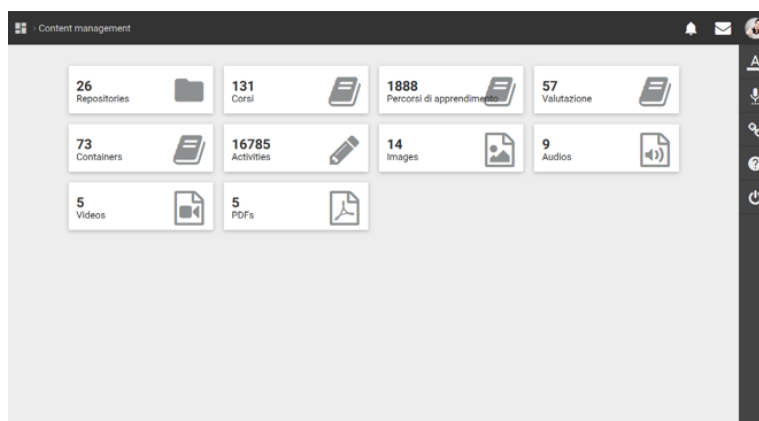 Content management
26
Repositories
131
Corsi
1888
Percorsi di apprendimento
57
Valutazione
73
Containers
16785
Activities
14
Images
9
Audios
5
Videos
5
PDFs
A